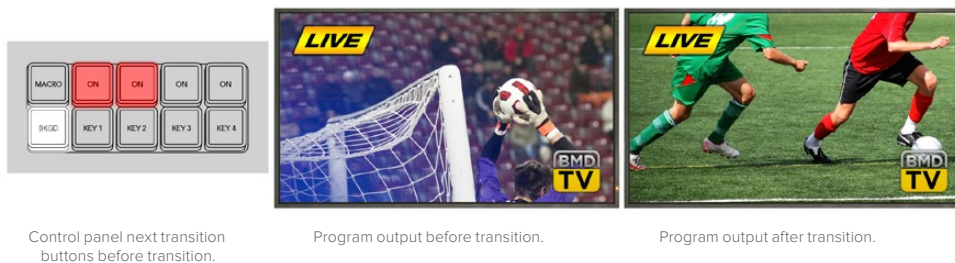 MACRO ON ON ON ON
BKGD KEY 1 KEY 2 KEY 3 KEY 4
LIVE
BMD
TV
LIVE
BMD
TV
Control panel next transition
buttons before transition.
Program output before transition.
Program output after transition.